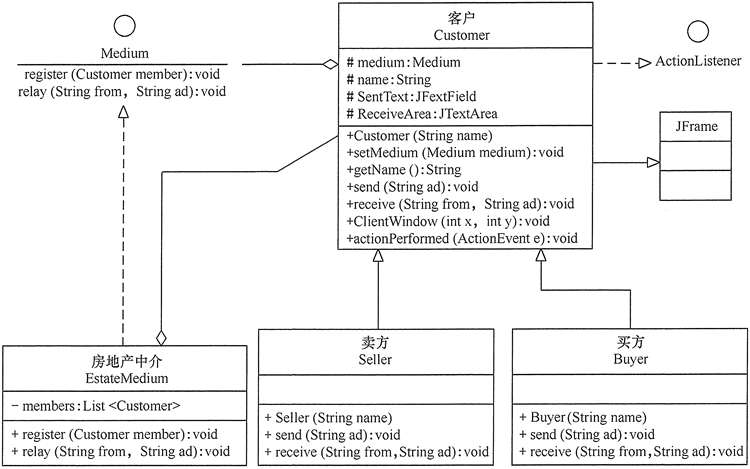 Medium
register (Customer member): void
relay (String from, String ad): void
客户
Customer
# medium:Medium
# name:String
# SentText:JFextField
# ReceiveArea:JTextArea
+Customer (String name)
+setMedium (Medium medium): void
+getName ():String
+send (String ad): void
+receive (String from, String ad): void
+ClientWindow (int x, int y): void
+actionPerformed (ActionEvent e): void
ActionListener
JFrame
房地产中介
EstateMedium
– members:List <Customer>
+ register (Customer member): void
+ relay (String from, String ad): void
卖方
Seller
+ Seller (String name)
+ send (String ad): void
+ receive (String from,String ad): void
买方
Buyer
+ Buyer(String name)
+ send (String ad): void
+ receive (String from,String ad): void